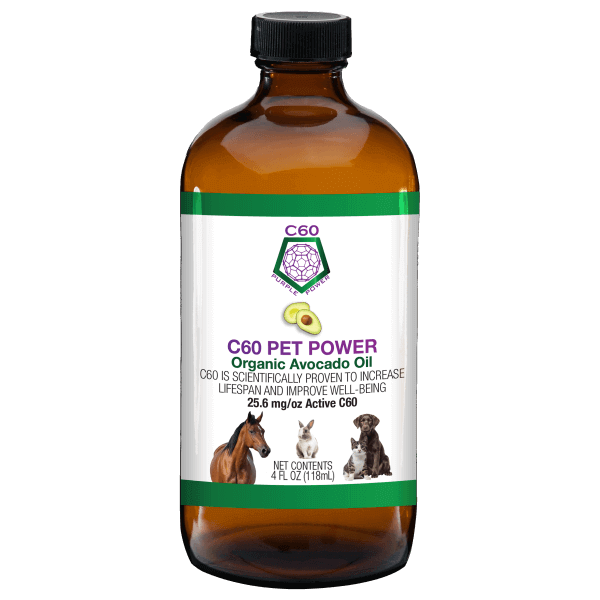 C60
PURPLE POWER
C60 PET POWER
Organic Avocado Oil
C60 IS SCIENTIFICALLY PROVEN TO INCREASE
LIFESPAN AND IMPROVE WELL-BEING
25.6 mg/oz Active C60
NET CONTENTS
4 FL OZ (118mL)